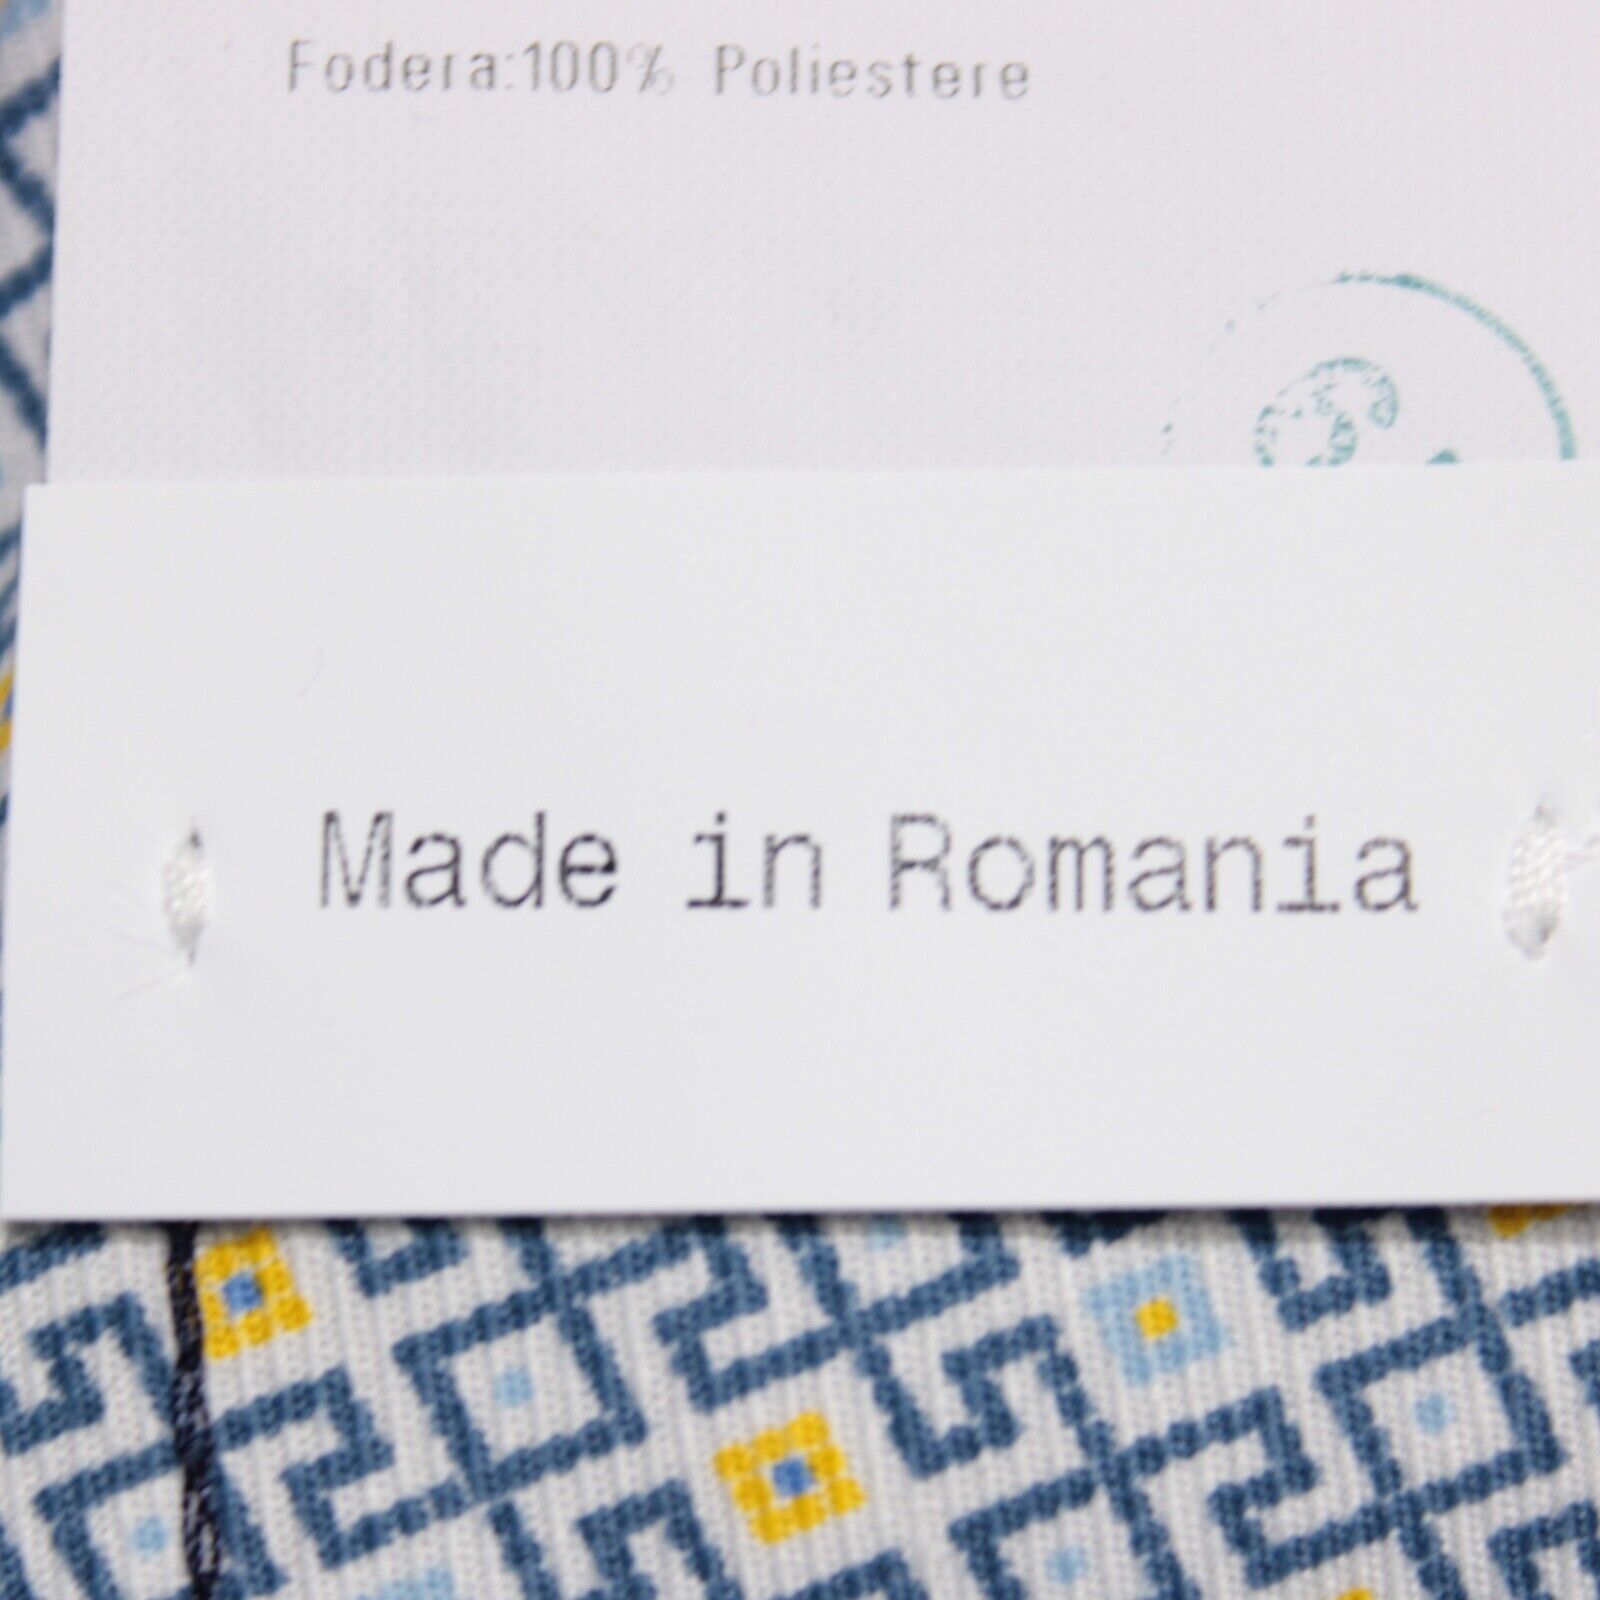 Fodera:100% Poliestere
Made in Romania